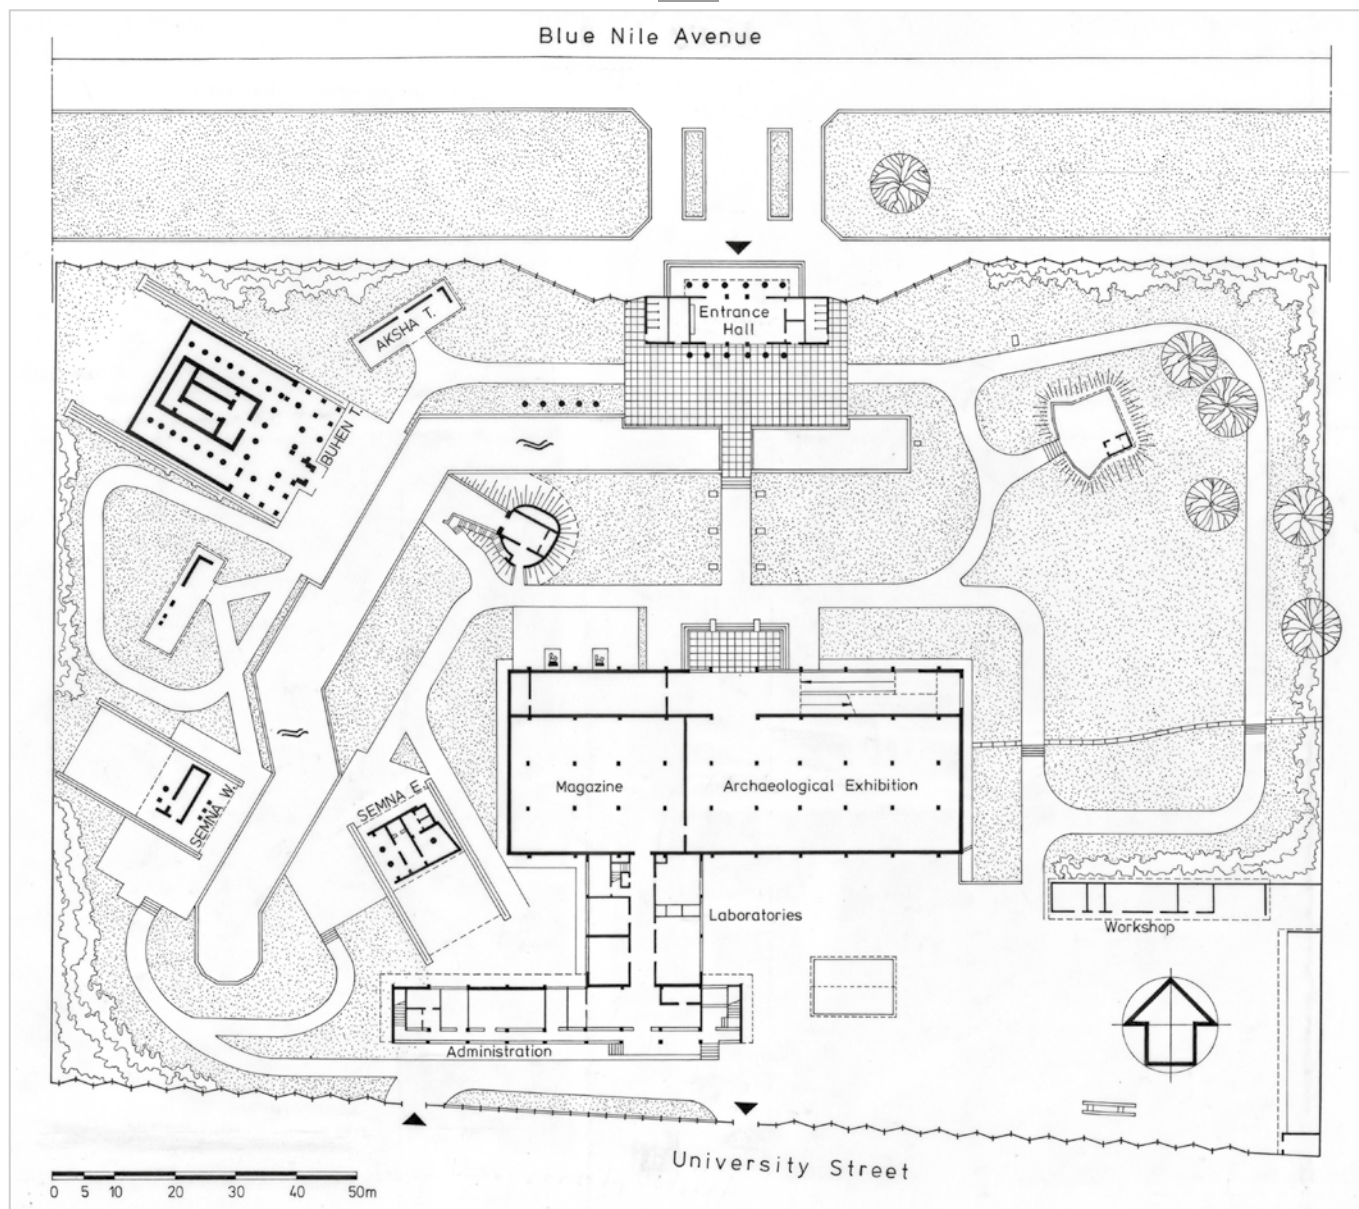 Blue Nile Avenue
Entrance
Hall
AKSHA T.
BUHEN T.
SEMNA W.
SEMNA E.
Magazine
Archaeological Exhibition
Laboratories
Workshop
Administration
University Street
0 5 10 20 30 40 50m